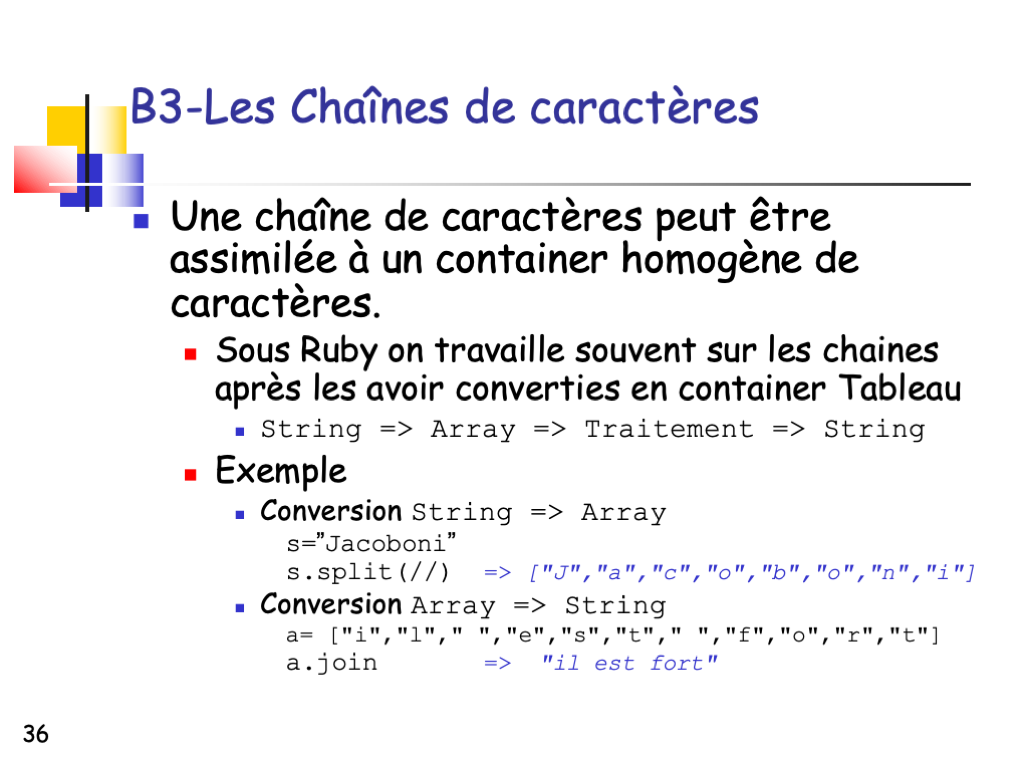 B3-Les Chaînes de caractères
Une chaîne de caractères peut être
assimilée à un container homogène de
caractères.
Sous Ruby on travaille souvent sur les chaines
après les avoir converties en container Tableau
String => Array => Traitement => String
Exemple
Conversion String => Array
s=”Jacoboni”
s.split(//) => ["J","a","c","o","b","o","n","i"]
Conversion Array => String
a= ["i","l"," ","e","s","t"," ","f","o","r","t"]
a.join => "il est fort"
36